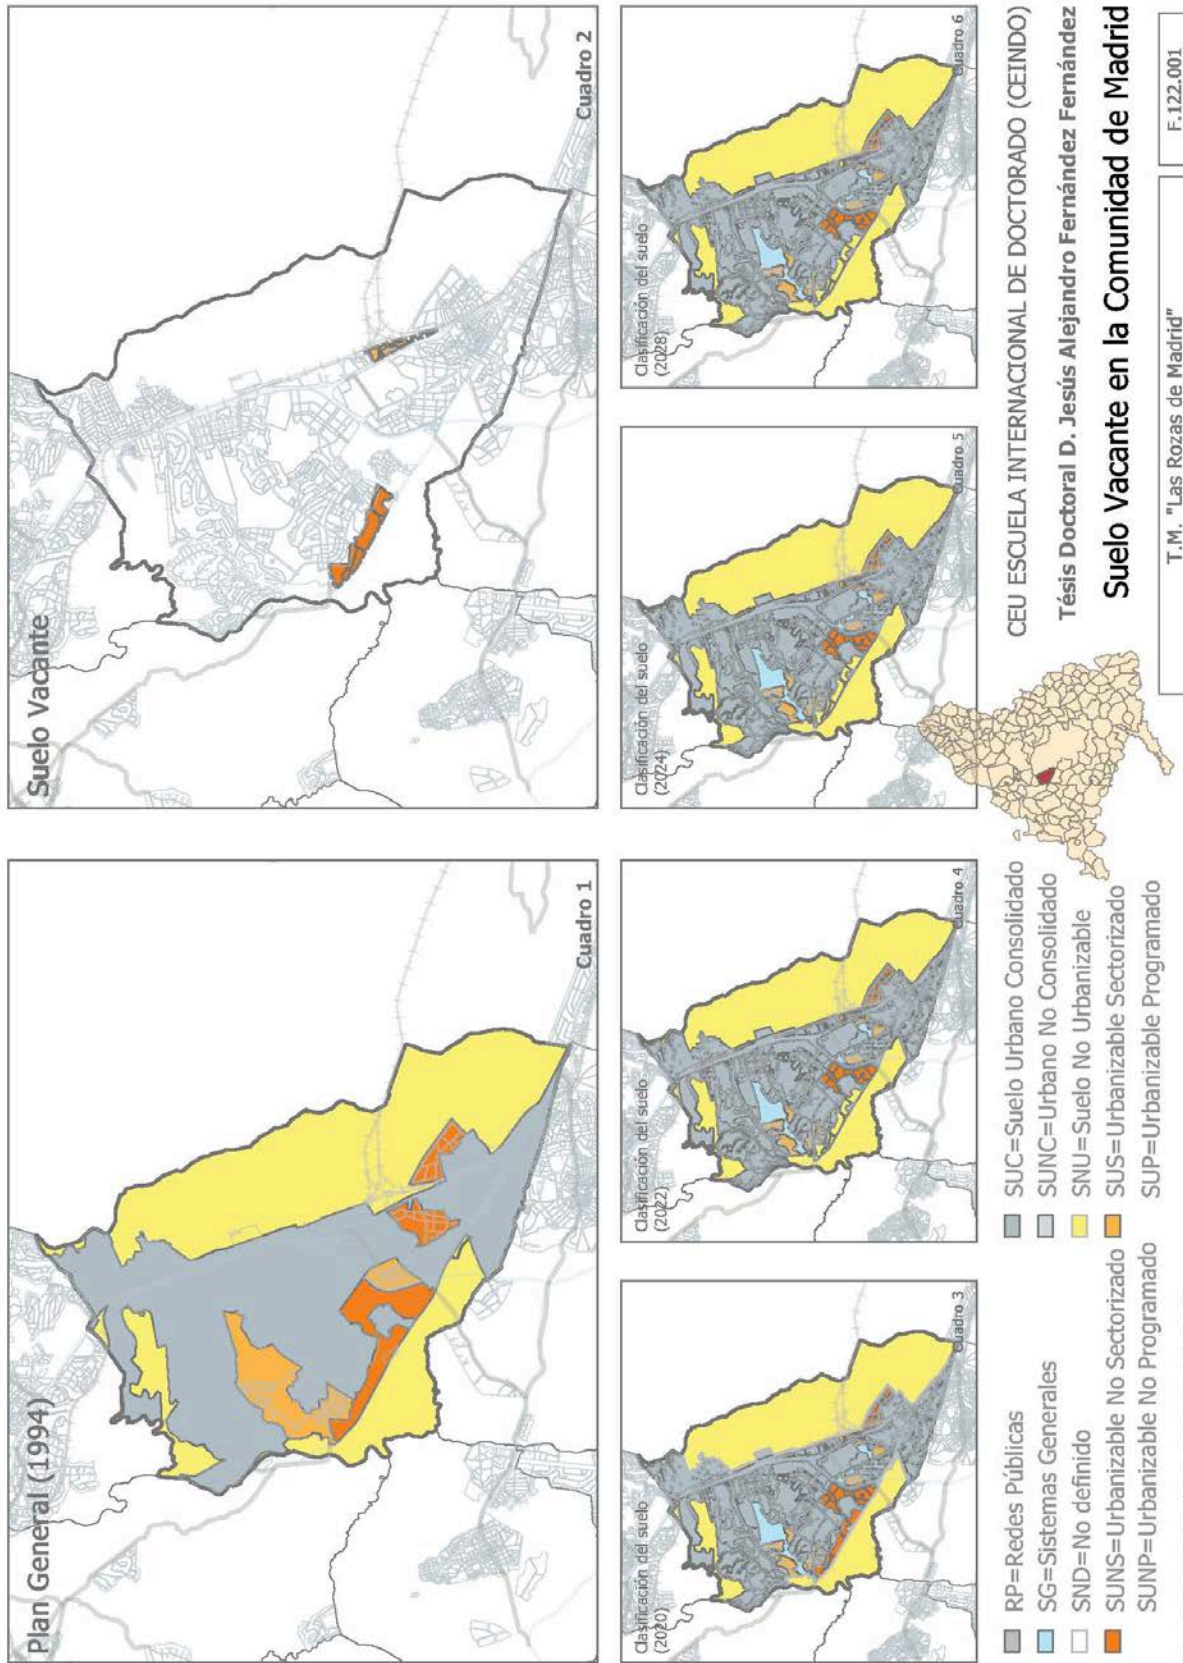 Plan General (1994)
Cuadro 1
Suelo Vacante
Cuadro 2
Clasificación del suelo
(2020)
Cuadro 3
Clasificación del suelo
(2022)
Cuadro 4
Clasificación del suelo
(2024)
Cuadro 5
Clasificación del suelo
(2028)
Cuadro 6
RP=Redes Públicas
SG=Sistemas Generales
SND=No definido
SUNS=Urbanizable No Sectorizado
SUNP=Urbanizable No Programado
SUC=Suelo Urbano Consolidado
SUNC=Urbano No Consolidado
SNU=Suelo No Urbanizable
SUS=Urbanizable Sectorizado
SUP=Urbanizable Programado
CEU ESCUELA INTERNACIONAL DE DOCTORADO (CEINDO)
Tésis Doctoral D. Jesús Alejandro Fernández Fernández
Suelo Vacante en la Comunidad de Madrid
T.M. "Las Rozas de Madrid"
F.122.001